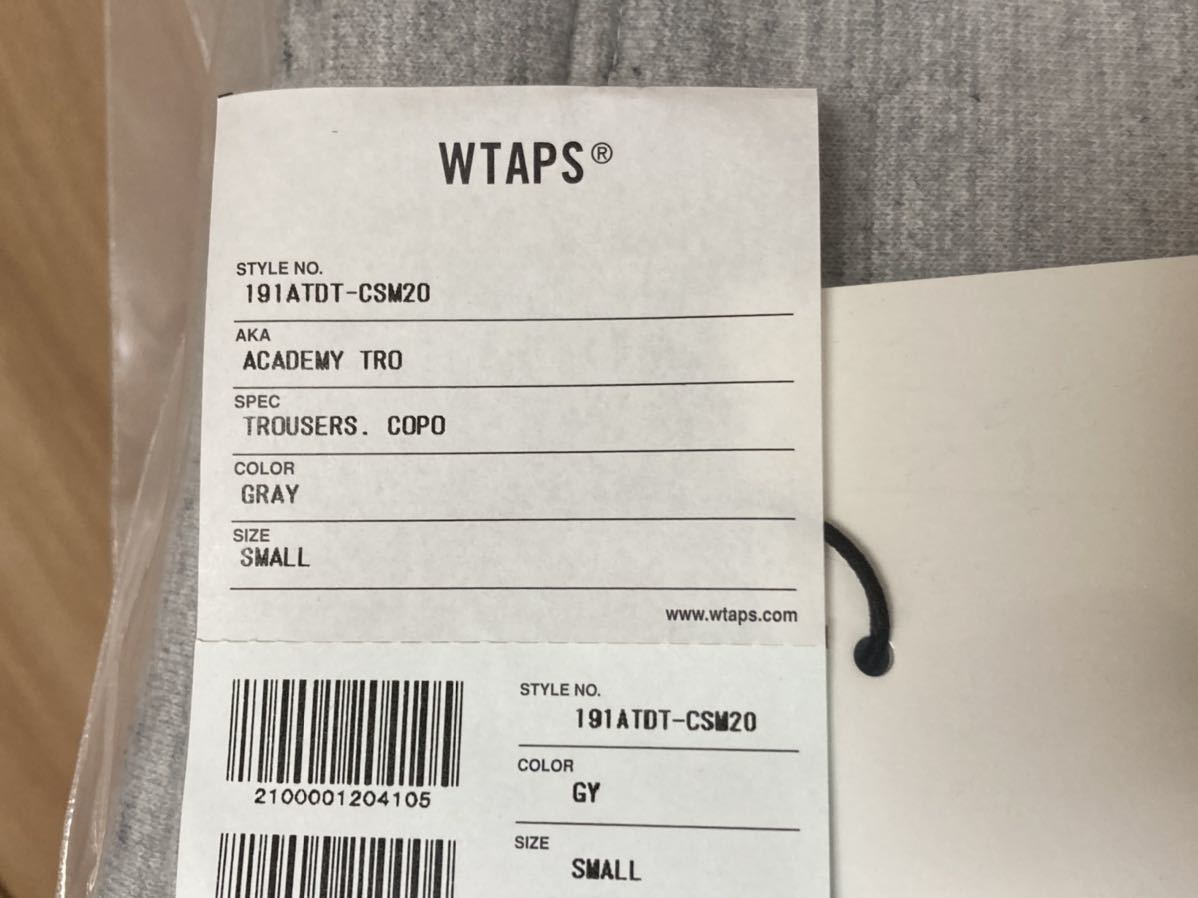 WTAPS®
STYLE NO.
191ATDT-CSM20
AKA
ACADEMY TRO
SPEC
TROUSERS. COPO
COLOR
GRAY
SIZE
SMALL
www.wtaps.com
2100001204105
STYLE NO.
191ATDT-CSM20
COLOR
GY
SIZE
SMALL